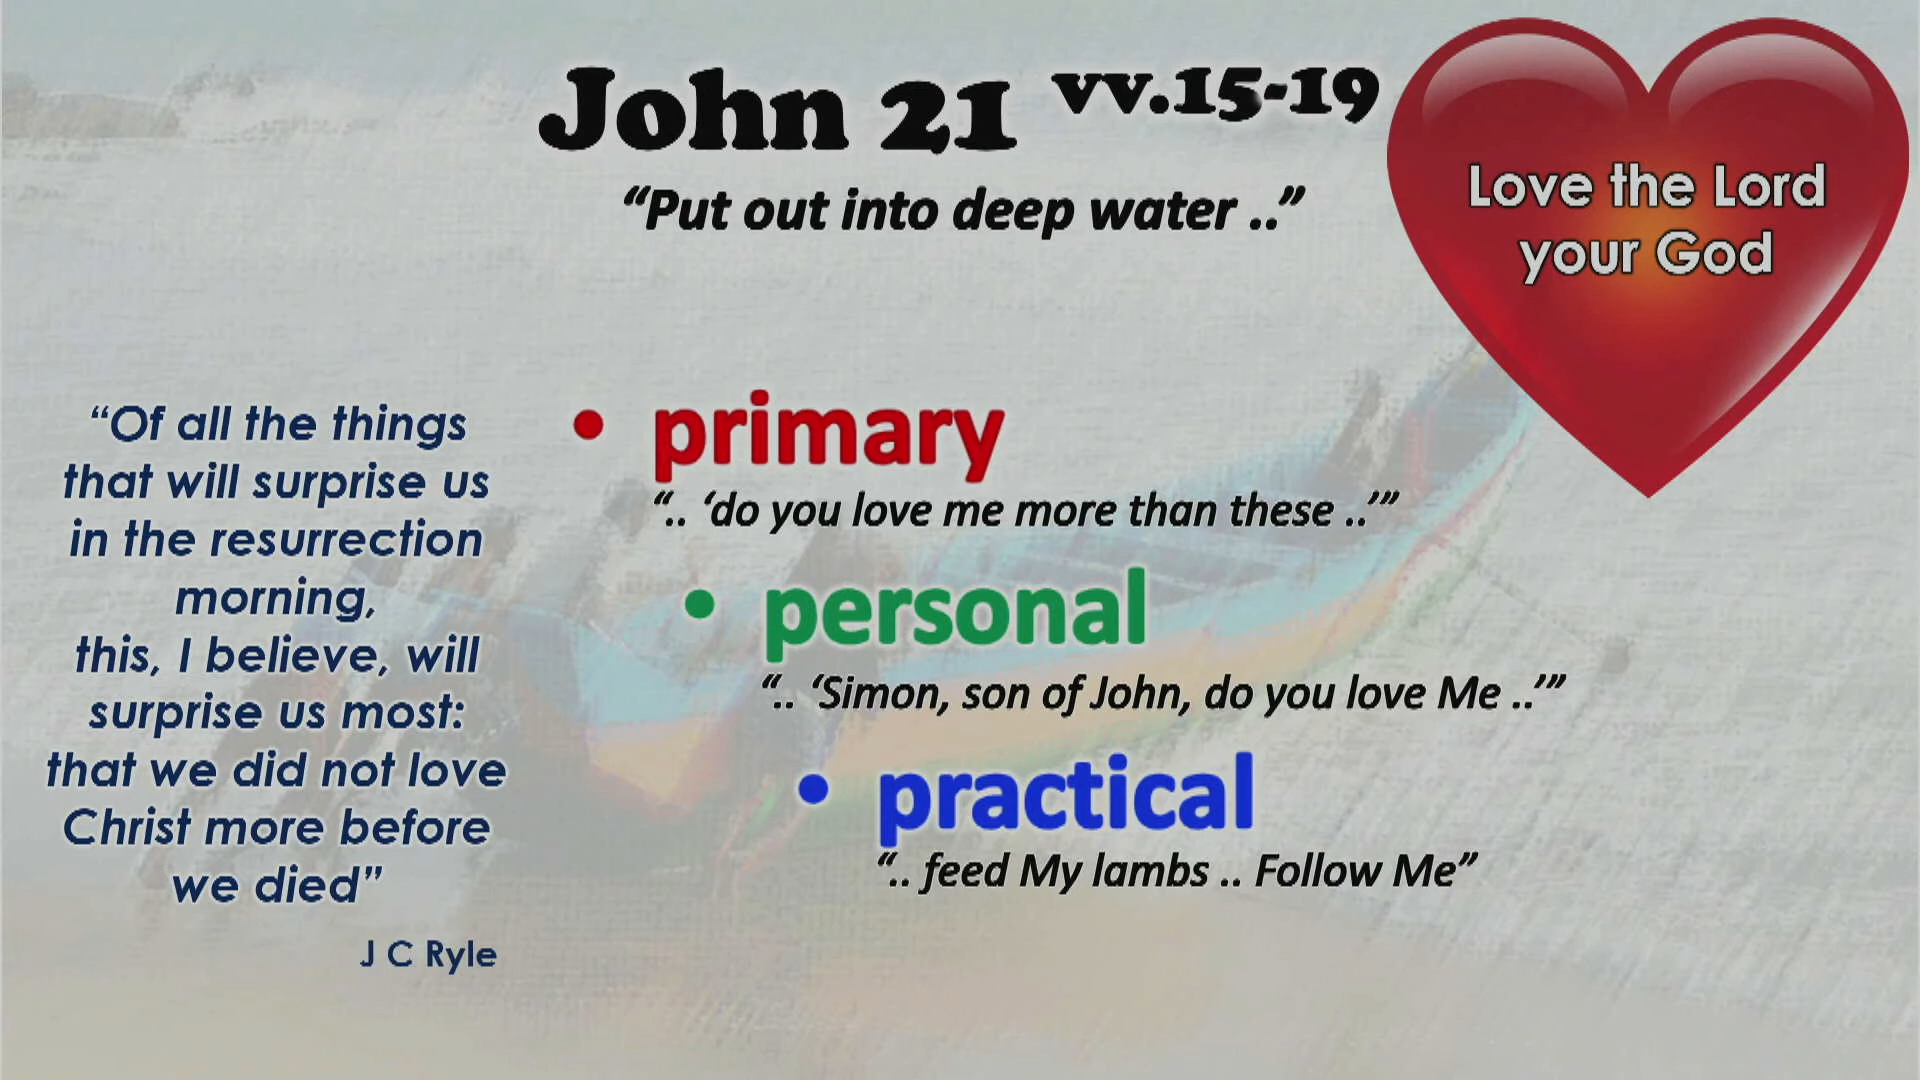 John 21 vv.15-19
“Put out into deep water ..”
Love the Lord
your God
“Of all the things
that will surprise us
in the resurrection
morning,
this, I believe, will
surprise us most:
that we did not love
Christ more before
we died”
J C Ryle
• primary
“.. ‘do you love me more than these ..’”
• personal
“.. ‘Simon, son of John, do you love Me ..’”
• practical
“.. feed My lambs .. Follow Me”